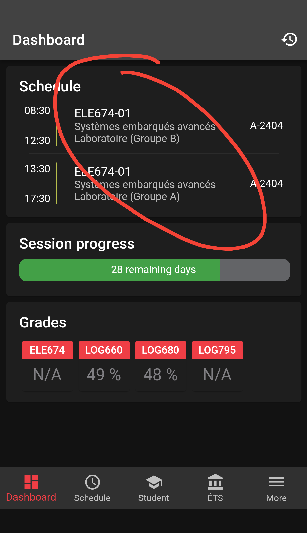 Dashboard
Schedule
08:30
ELE674-01
Systèmes embarqués avancés
A-2404
12:30
Laboratoire (Groupe B)
13:30
ELE674-01
Systèmes embarqués avancés
A-2404
17:30
Laboratoire (Groupe A)
Session progress
28 remaining days
Grades
ELE674 LOG660 LOG680 LOG795
N/A 49 % 48 % N/A
Dashboard Schedule Student ÉTS More